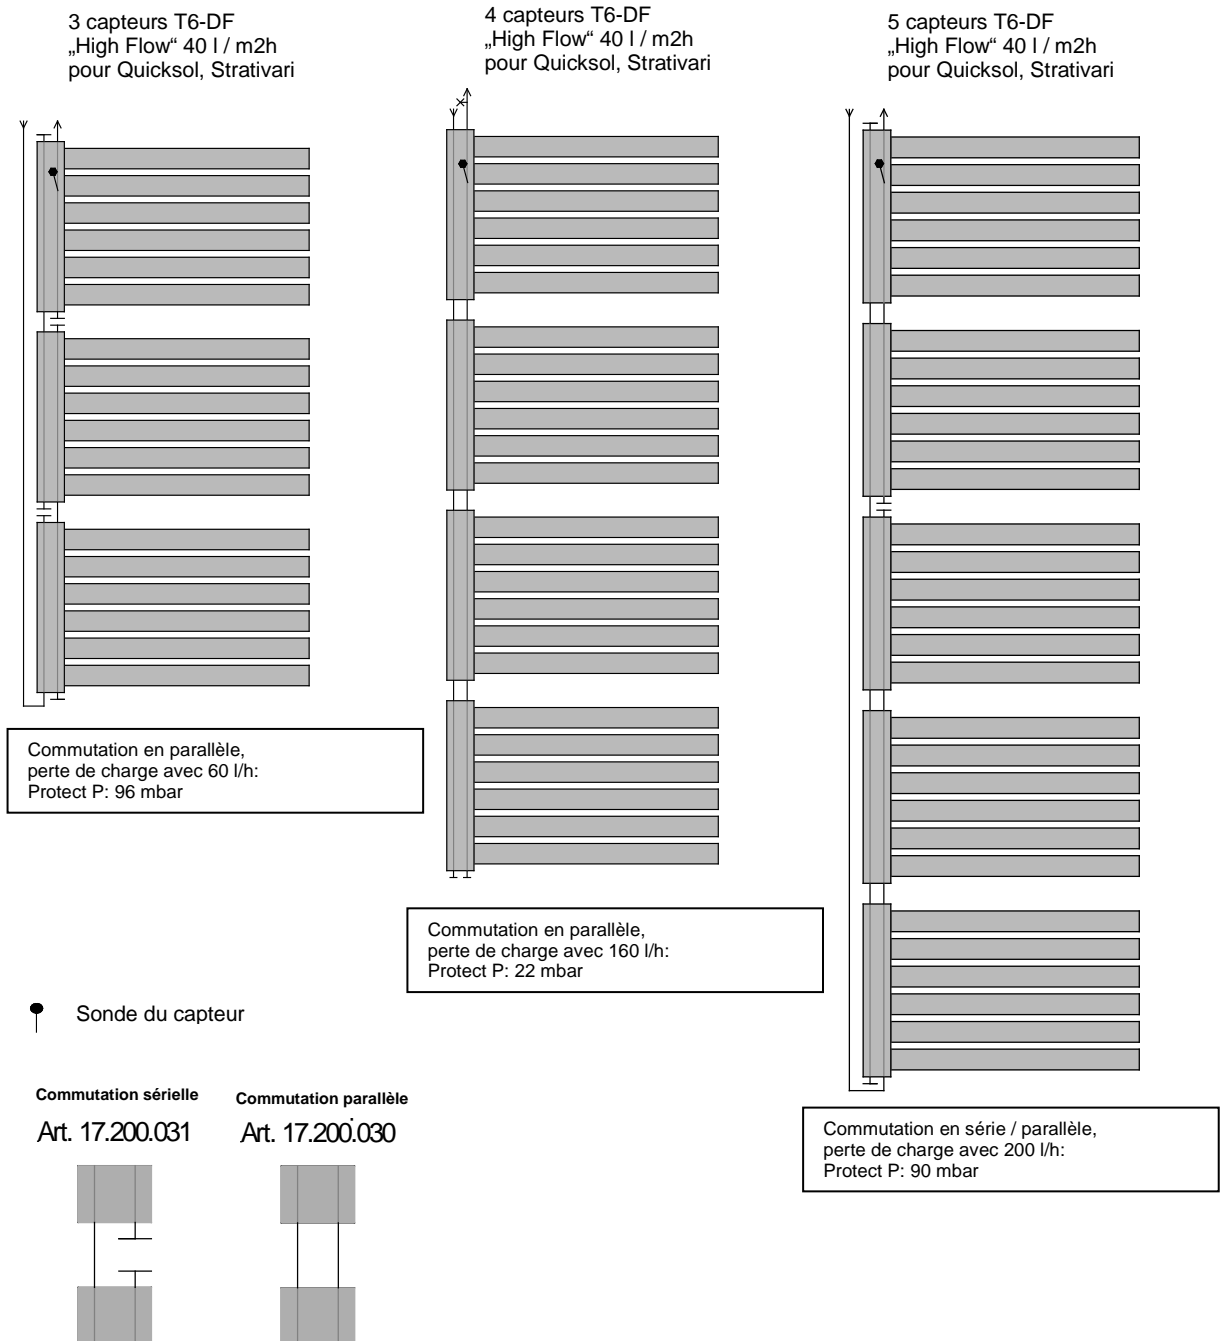 3 capteurs T6-DF
„High Flow“ 40 l / m2h
pour Quicksol, Strativari
4 capteurs T6-DF
„High Flow“ 40 l / m2h
pour Quicksol, Strativari
5 capteurs T6-DF
„High Flow“ 40 l / m2h
pour Quicksol, Strativari
Commutation en parallèle,
perte de charge avec 60 l/h:
Protect P: 96 mbar
Commutation en parallèle,
perte de charge avec 160 l/h:
Protect P: 22 mbar
Commutation en série / parallèle,
perte de charge avec 200 l/h:
Protect P: 90 mbar
Sonde du capteur
Commutation sérielle
Art. 17.200.031
Commutation parallèle
Art. 17.200.030